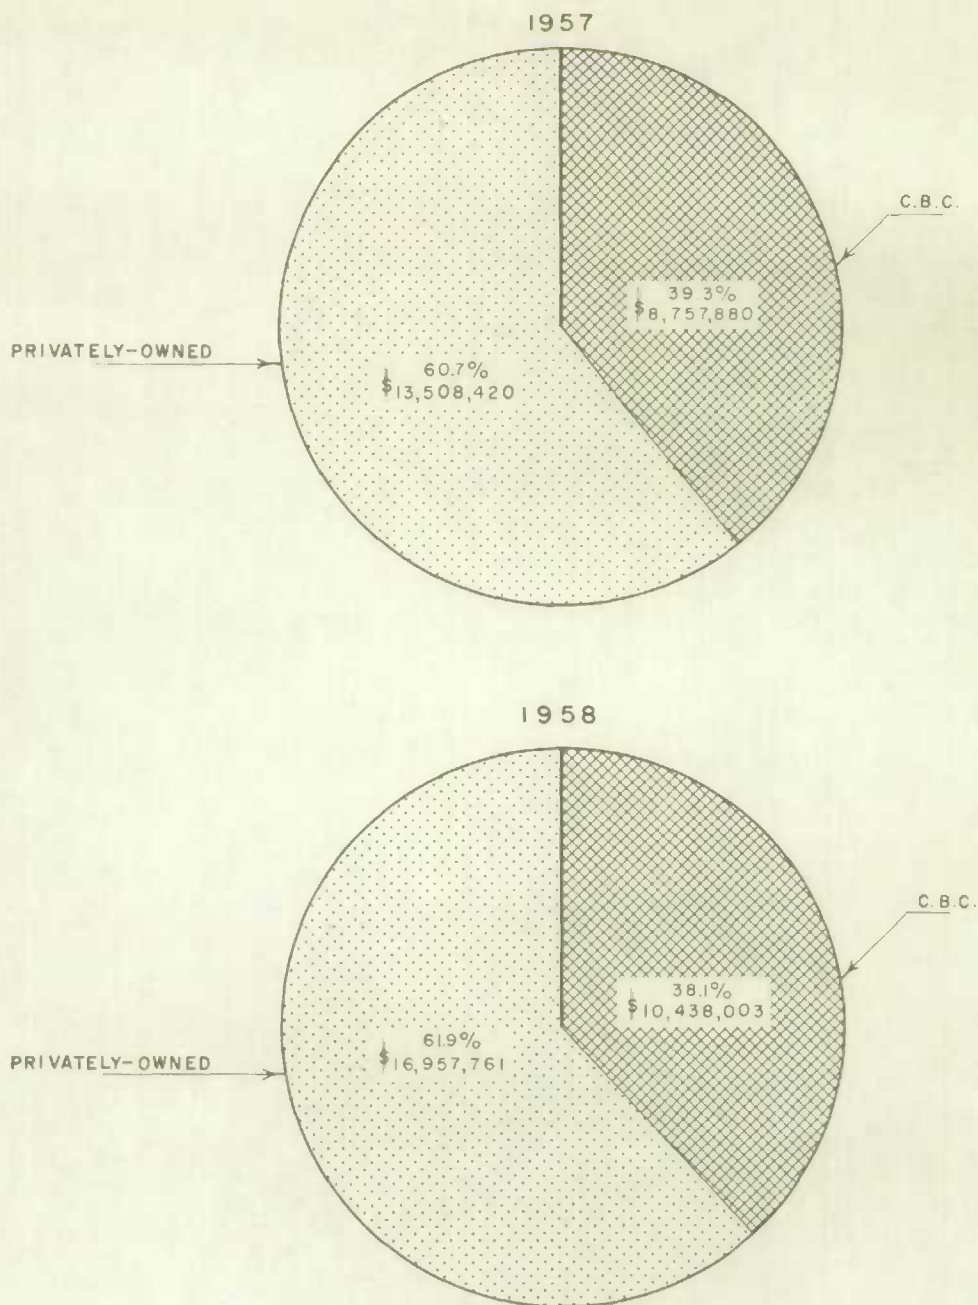 1957
C.B.C.
39.3%
$8,757,880
PRIVATELY-OWNED
60.7%
$13,508,420
1958
C.B.C.
38.1%
$10,438,003
61.9%
$16,957,761
PRIVATELY-OWNED